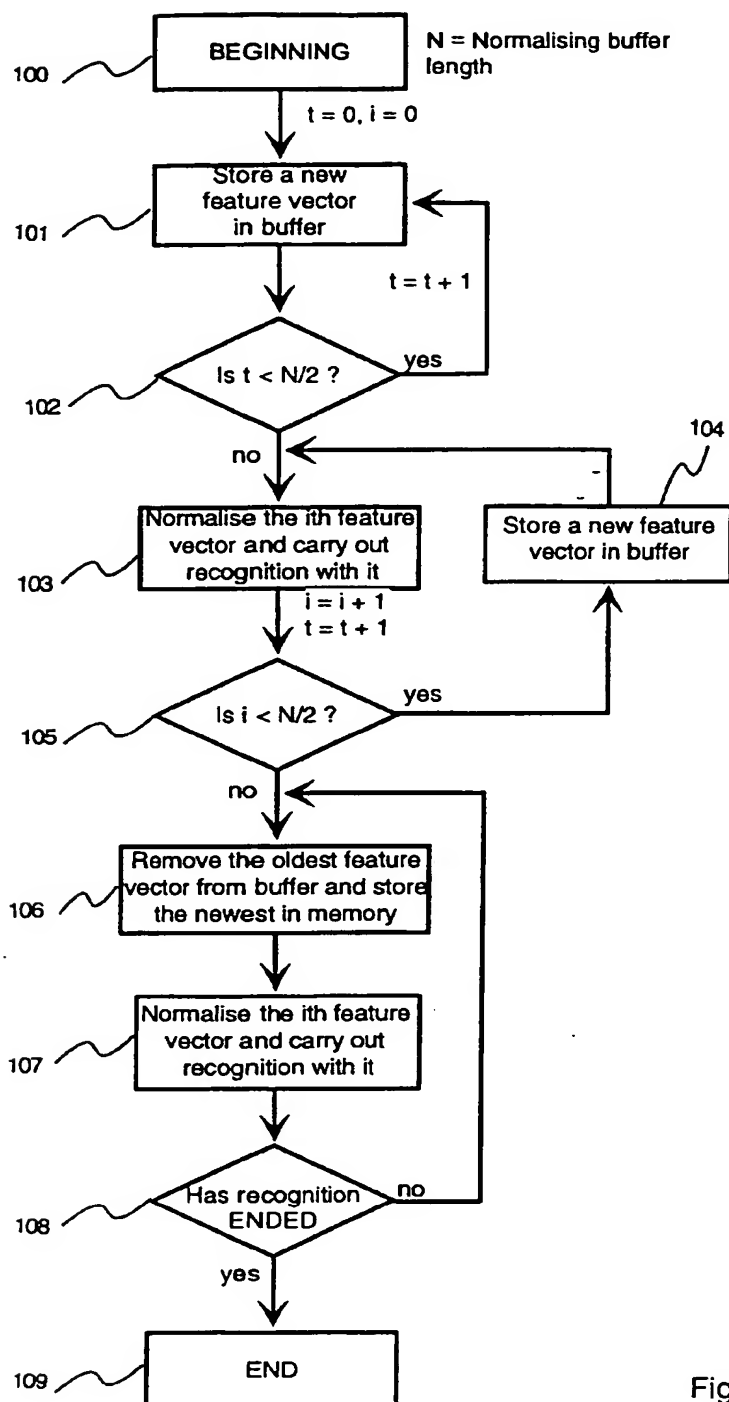 100
BEGINNING
N = Normalising buffer
length
t = 0, i = 0
101
Store a new
feature vector
in buffer
t = t + 1
102
Is t < N/2 ?
yes
no
104
Store a new feature
vector in buffer
103
Normalise the ith feature
vector and carry out
recognition with it
i = i + 1
t = t + 1
105
Is i < N/2 ?
yes
no
106
Remove the oldest feature
vector from buffer and store
the newest in memory
107
Normalise the ith feature
vector and carry out
recognition with it
108
Has recognition
ENDED
no
yes
109
END
Fig